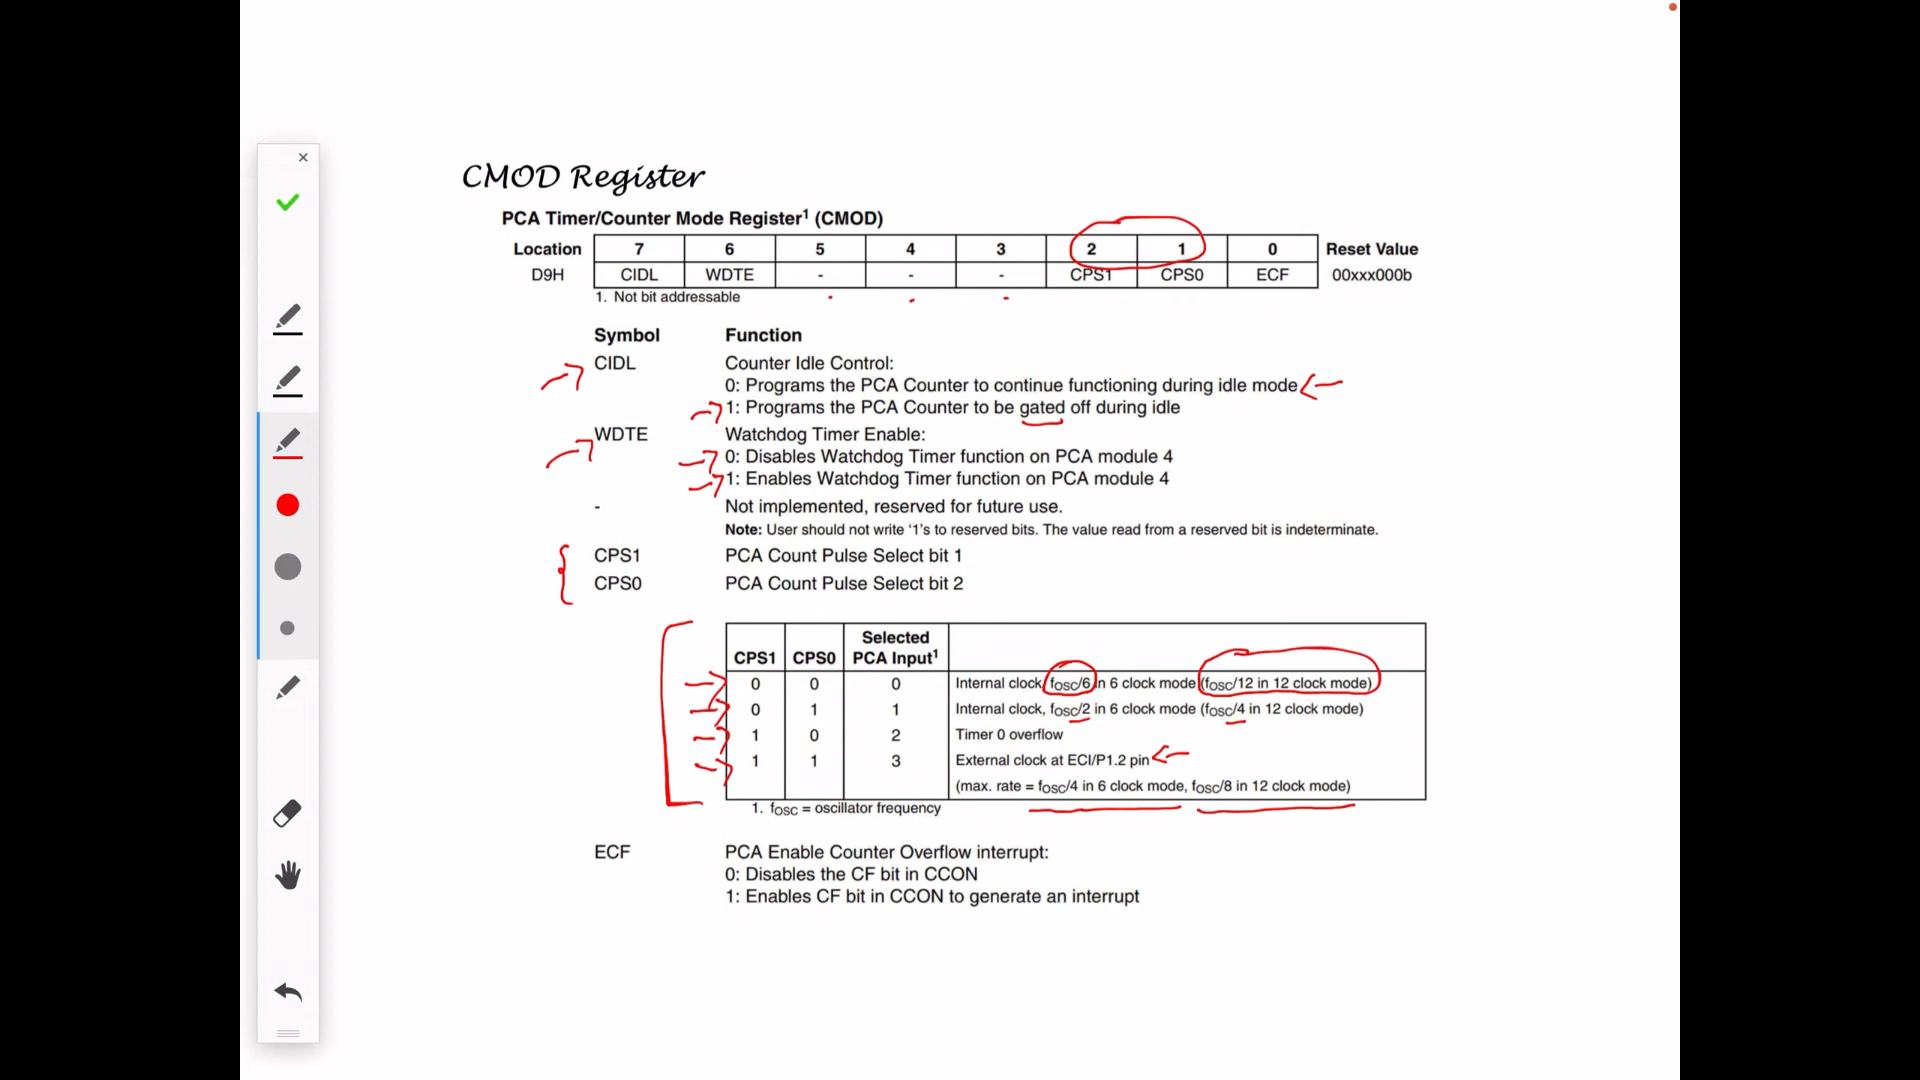 CMOD Register
PCA Timer/Counter Mode Register1 (CMOD)
Location 7 6 5 4 3 2 1 0 Reset Value
D9H CIDL WDTE - - - CPS1 CPS0 ECF 00xxx000b
1. Not bit addressable
Symbol Function
CIDL Counter Idle Control:
0: Programs the PCA Counter to continue functioning during idle mode
1: Programs the PCA Counter to be gated off during idle
WDTE Watchdog Timer Enable:
0: Disables Watchdog Timer function on PCA module 4
1: Enables Watchdog Timer function on PCA module 4
- Not implemented, reserved for future use.
Note: User should not write '1's to reserved bits. The value read from a reserved bit is indeterminate.
CPS1 PCA Count Pulse Select bit 1
CPS0 PCA Count Pulse Select bit 2
Selected
CPS1 CPS0 PCA Input1
0 0 0 Internal clock, fOSC/6 in 6 clock mode (fOSC/12 in 12 clock mode)
0 1 1 Internal clock, fOSC/2 in 6 clock mode (fOSC/4 in 12 clock mode)
1 0 2 Timer 0 overflow
1 1 3 External clock at ECI/P1.2 pin
(max. rate = fOSC/4 in 6 clock mode, fOSC/8 in 12 clock mode)
1. fOSC = oscillator frequency
ECF PCA Enable Counter Overflow interrupt:
0: Disables the CF bit in CCON
1: Enables CF bit in CCON to generate an interrupt